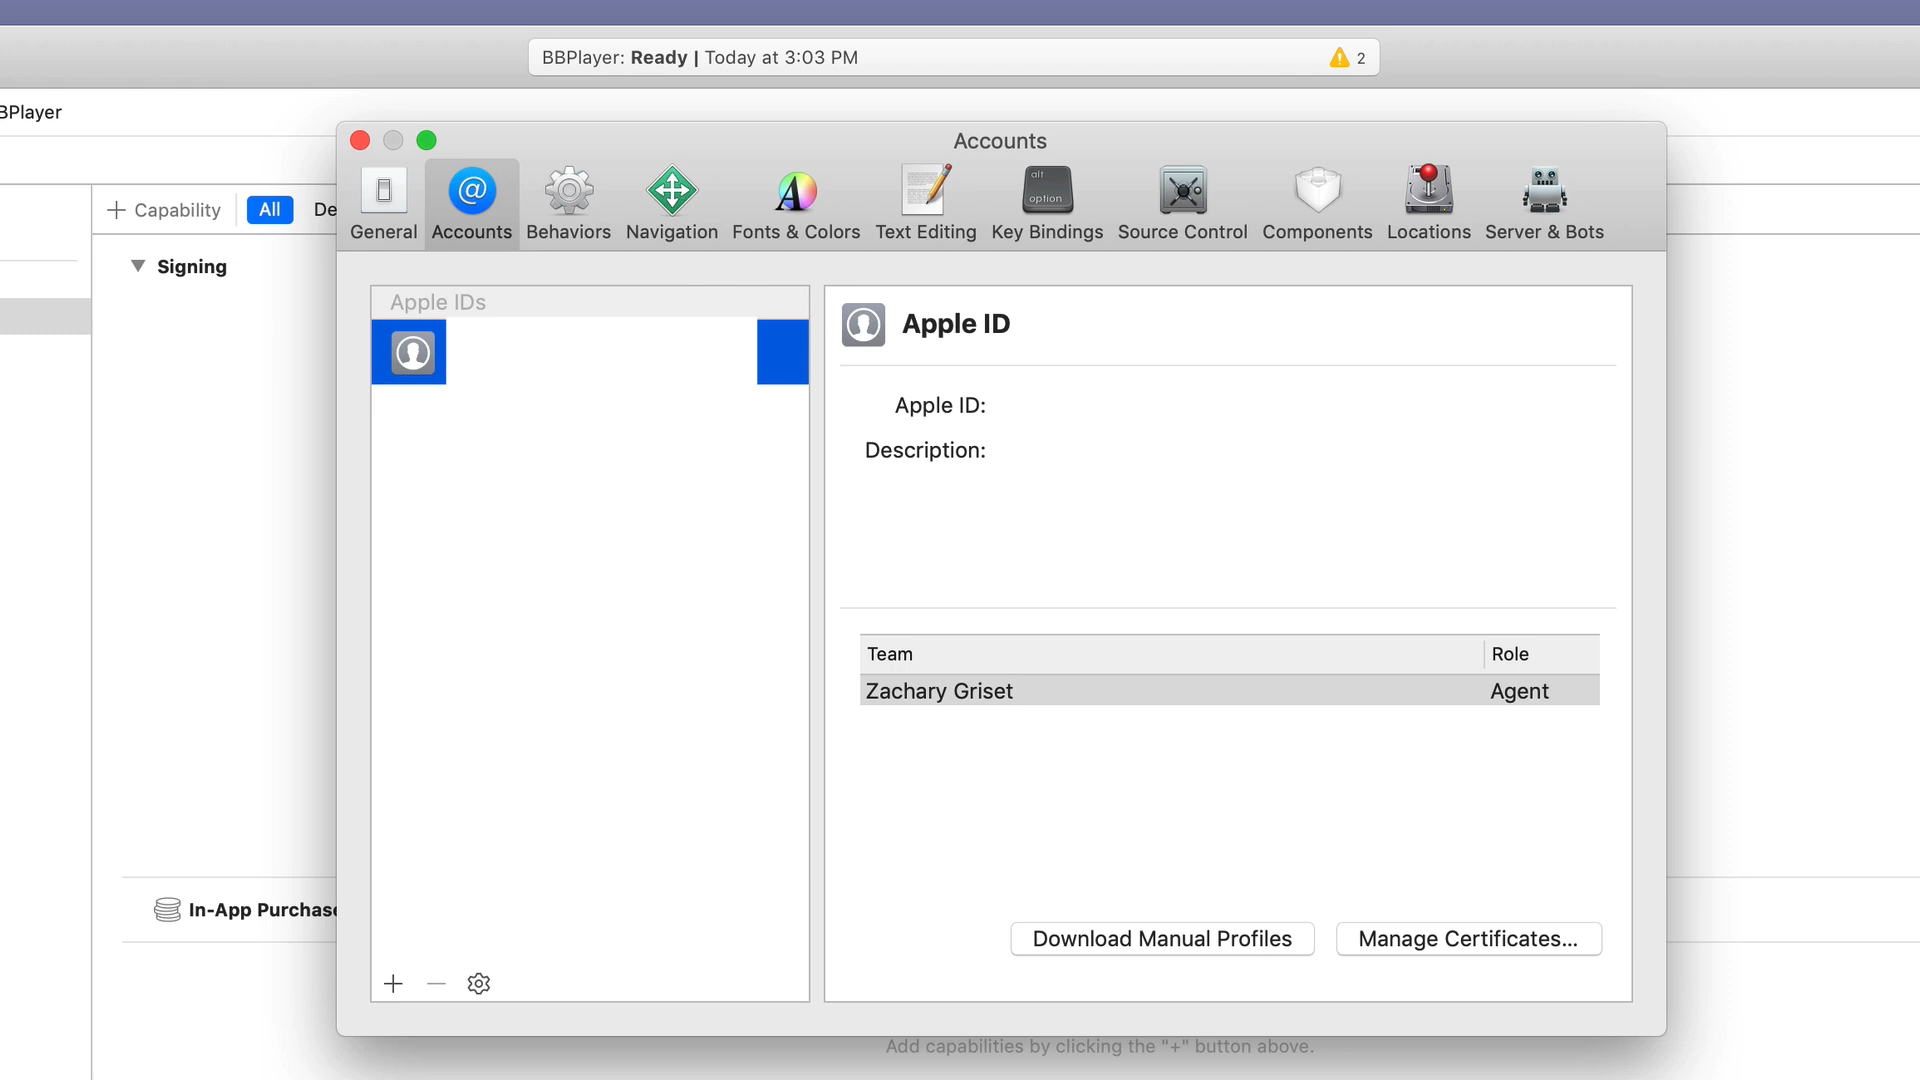 BBPlayer: Ready | Today at 3:03 PM
2
BPlayer
Accounts
General
Accounts
Behaviors
Navigation
Fonts & Colors
Text Editing
alt
option
Key Bindings
Source Control
Components
Locations
Server & Bots
Capability
All
De
Signing
Apple IDs
Apple ID
Apple ID:
Description:
Team Role
Zachary Griset Agent
In-App Purchase
Download Manual Profiles
Manage Certificates...
Add capabilities by clicking the "+" button above.